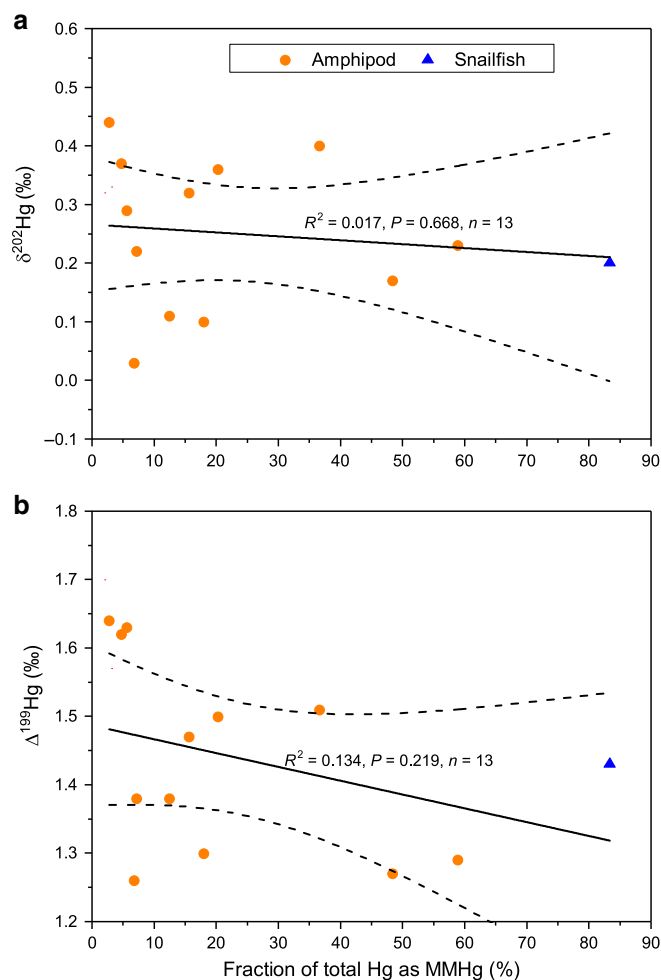 a
0.6
0.5
0.4
0.3
0.2
0.1
0.0
–0.1
δ202Hg (‰)
Amphipod Snailfish
R2 = 0.017, P = 0.668, n = 13
0 10 20 30 40 50 60 70 80 90
b
1.8
1.7
1.6
1.5
1.4
1.3
1.2
Δ199Hg (‰)
R2 = 0.134, P = 0.219, n = 13
0 10 20 30 40 50 60 70 80 90
Fraction of total Hg as MMHg (%)